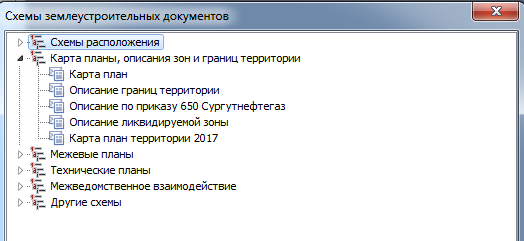 Схемы землеустроительных документов
Схемы расположения
Карта планы, описания зон и границ территории
Карта план
Описание границ территории
Описание по приказу 650 Сургутнефтегаз
Описание ликвидируемой зоны
Карта план территории 2017
Межевые планы
Технические планы
Межведомственное взаимодействие
Другие схемы